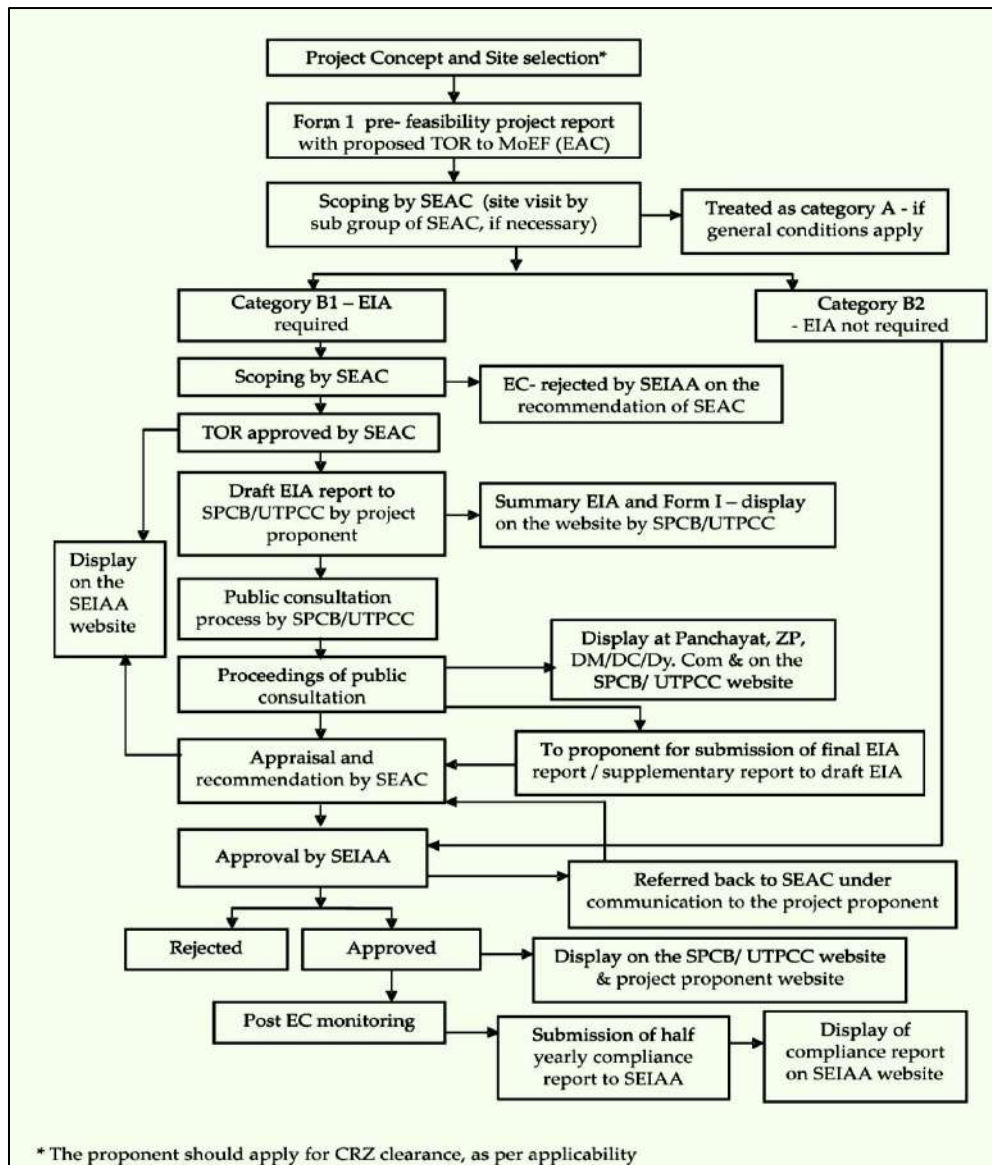 Project Concept and Site selection*
Form 1 pre- feasibility project report
with proposed TOR to MoEF (EAC)
Scoping by SEAC (site visit by
sub group of SEAC, if necessary)
Treated as category A - if
general conditions apply
Category B1 – EIA
required
Category B2
- EIA not required
Scoping by SEAC
EC- rejected by SEIAA on the
recommendation of SEAC
TOR approved by SEAC
Draft EIA report to
SPCB/UTPCC by project
proponent
Summary EIA and Form I – display
on the website by SPCB/UTPCC
Display
on the
SEIAA
website
Public consultation
process by SPCB/UTPCC
Proceedings of public
consultation
Display at Panchayat, ZP,
DM/DC/Dy. Com & on the
SPCB/ UTPCC website
Appraisal and
recommendation by SEAC
To proponent for submission of final EIA
report / supplementary report to draft EIA
Approval by SEIAA
Referred back to SEAC under
communication to the project proponent
Rejected
Approved
Display on the SPCB/ UTPCC website
& project proponent website
Post EC monitoring
Submission of half
yearly compliance
report to SEIAA
Display of
compliance report
on SEIAA website
* The proponent should apply for CRZ clearance, as per applicability